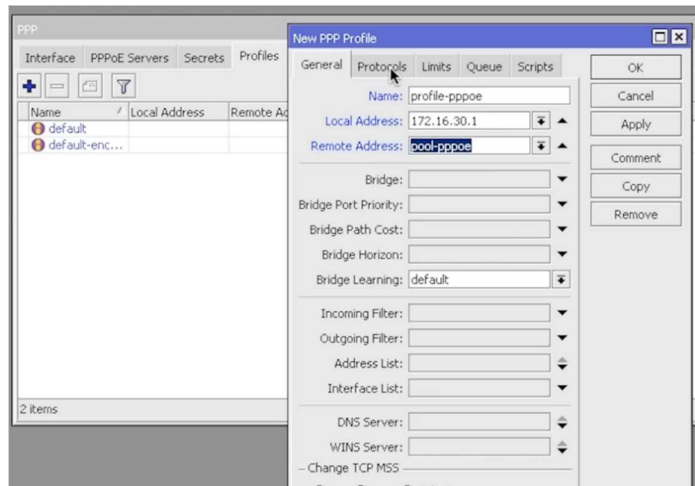 PPP
Interface PPPoE Servers Secrets Profiles
Name Local Address Remote Ad
default
default-enc...
2 items
New PPP Profile
General Protocols Limits Queue Scripts
Name: profile-pppoe
Local Address: 172.16.30.1
Remote Address: pool-pppoe
Bridge:
Bridge Port Priority:
Bridge Path Cost:
Bridge Horizon:
Bridge Learning: default
Incoming Filter:
Outgoing Filter:
Address List:
Interface List:
DNS Server:
WINS Server:
Change TCP MSS
OK
Cancel
Apply
Comment
Copy
Remove